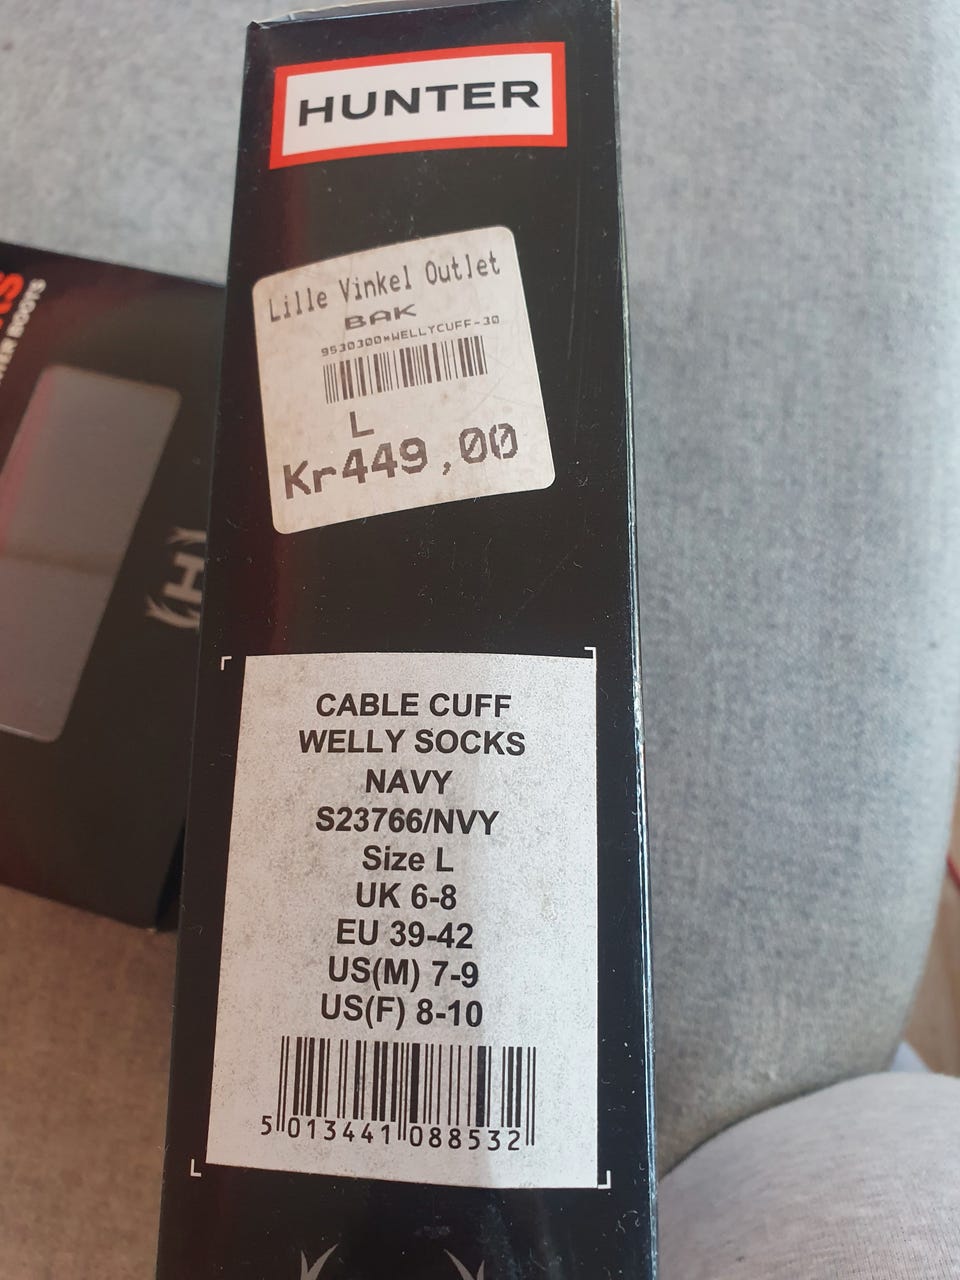 HUNTER
Lille Vinkel Outlet
BAK
9530300*WELLYCUFF-30
L
Kr449,00
CABLE CUFF
WELLY SOCKS
NAVY
S23766/NVY
Size L
UK 6-8
EU 39-42
US(M) 7-9
US(F) 8-10
5 013441 088532
BOOTS
H